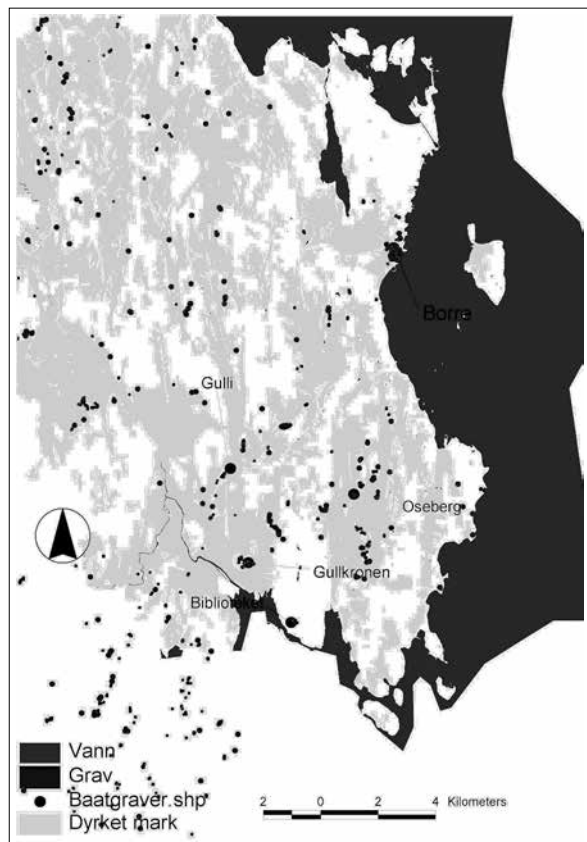 Borre
Gulli
Oseberg
Gullkronen
Biblioteket
Vann
Grav
Baatgraver.shp
Dyrket mark
2 0 2 4 Kilometers